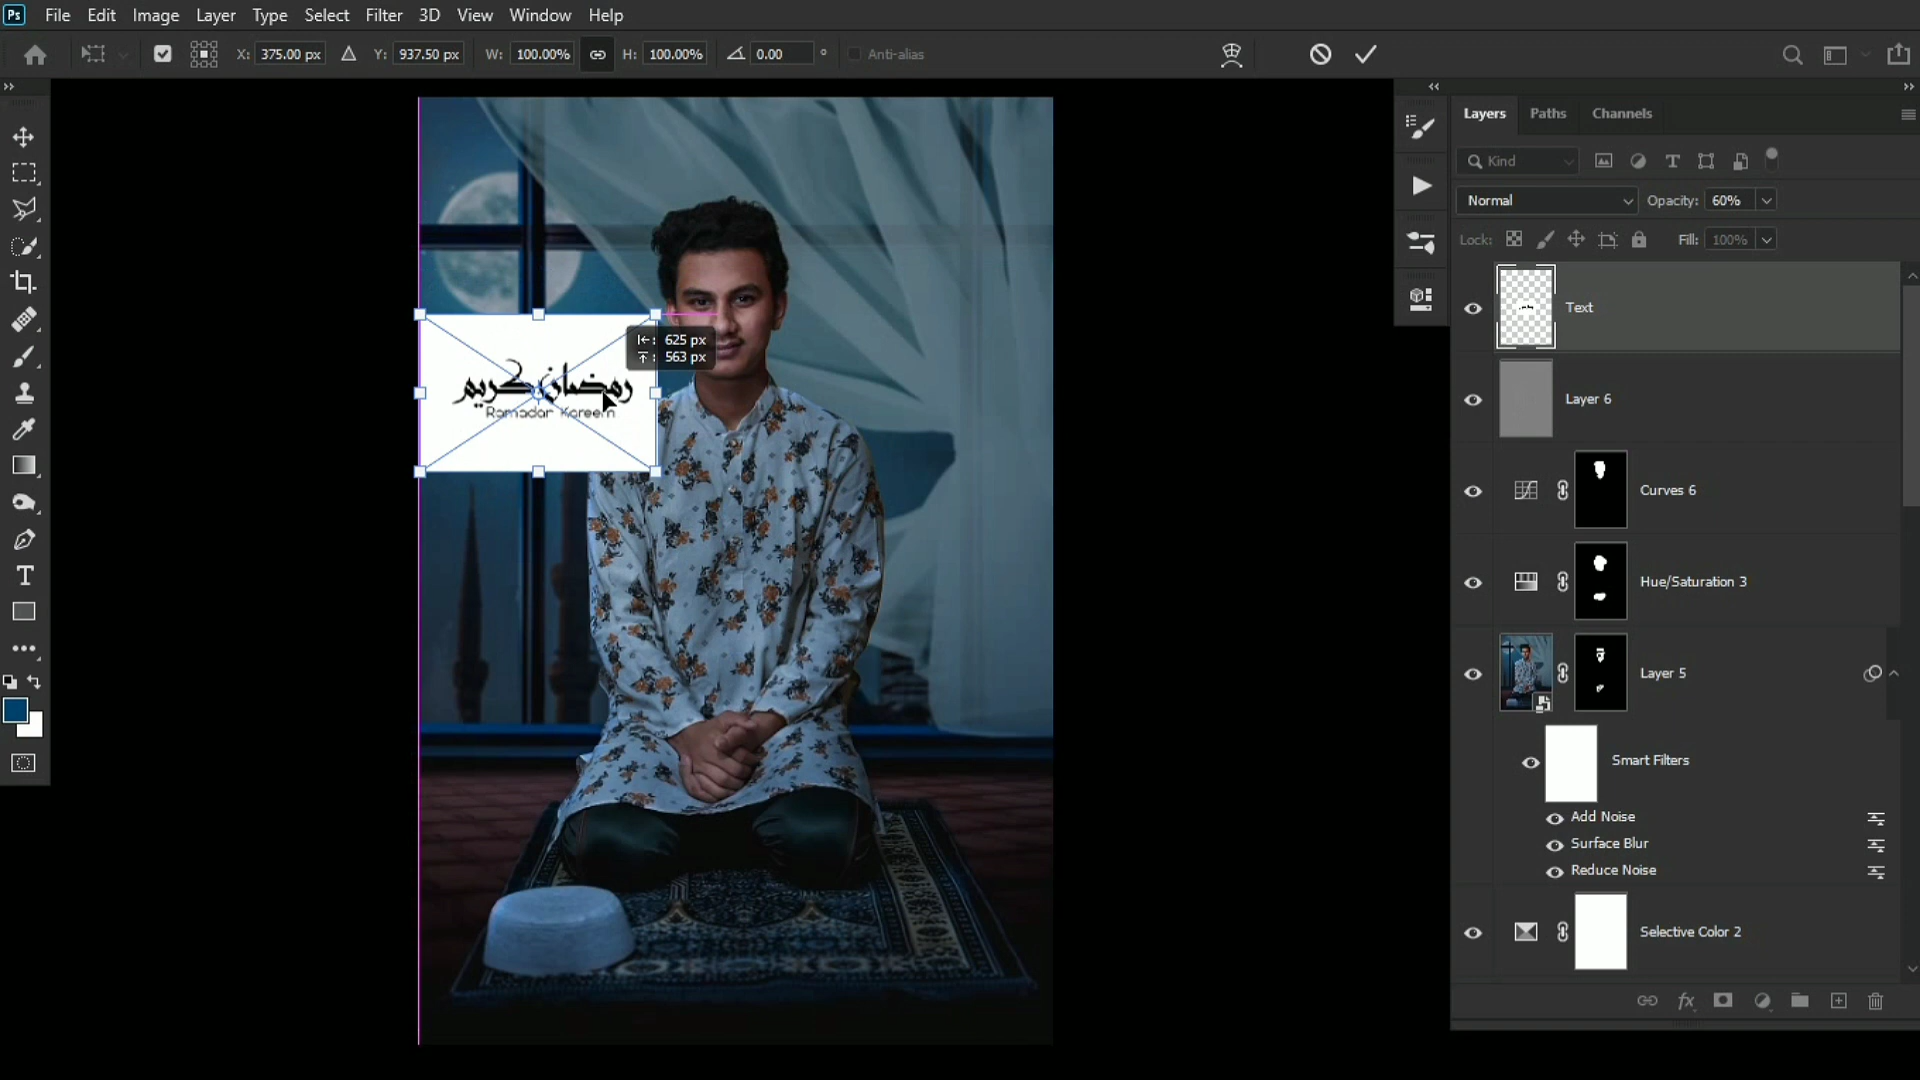 Ps File Edit Image Layer Type Select Filter 3D View Window Help
X: 375.00 px Y: 937.50 px W: 100.00% H: 100.00% 0.00 ° Anti-alias
Layers Paths Channels
Kind
Normal Opacity: 60%
Lock: Fill: 100%
Text
Layer 6
Curves 6
Hue/Saturation 3
Layer 5
Smart Filters
Add Noise
Surface Blur
Reduce Noise
Selective Color 2
625 px
563 px
رمضان كريم
Ramadan Kareem